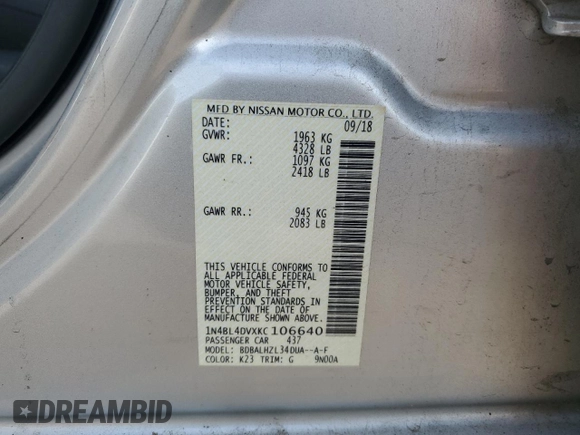 MFD BY NISSAN MOTOR CO., LTD.
DATE: 09/18
GVWR: 1963 KG
4328 LB
GAWR FR.: 1097 KG
2418 LB
GAWR RR.: 945 KG
2083 LB
THIS VEHICLE CONFORMS TO
ALL APPLICABLE FEDERAL
MOTOR VEHICLE SAFETY,
BUMPER, AND THEFT
PREVENTION STANDARDS
IN EFFECT ON THE DATE OF
MANUFACTURE SHOWN ABOVE.
1N4BL4DVXKC106640
PASSENGER CAR 437
MODEL: BDBALHZL34DUA--A-F
COLOR: K23 TRIM: G 9N00A
DREAMBID